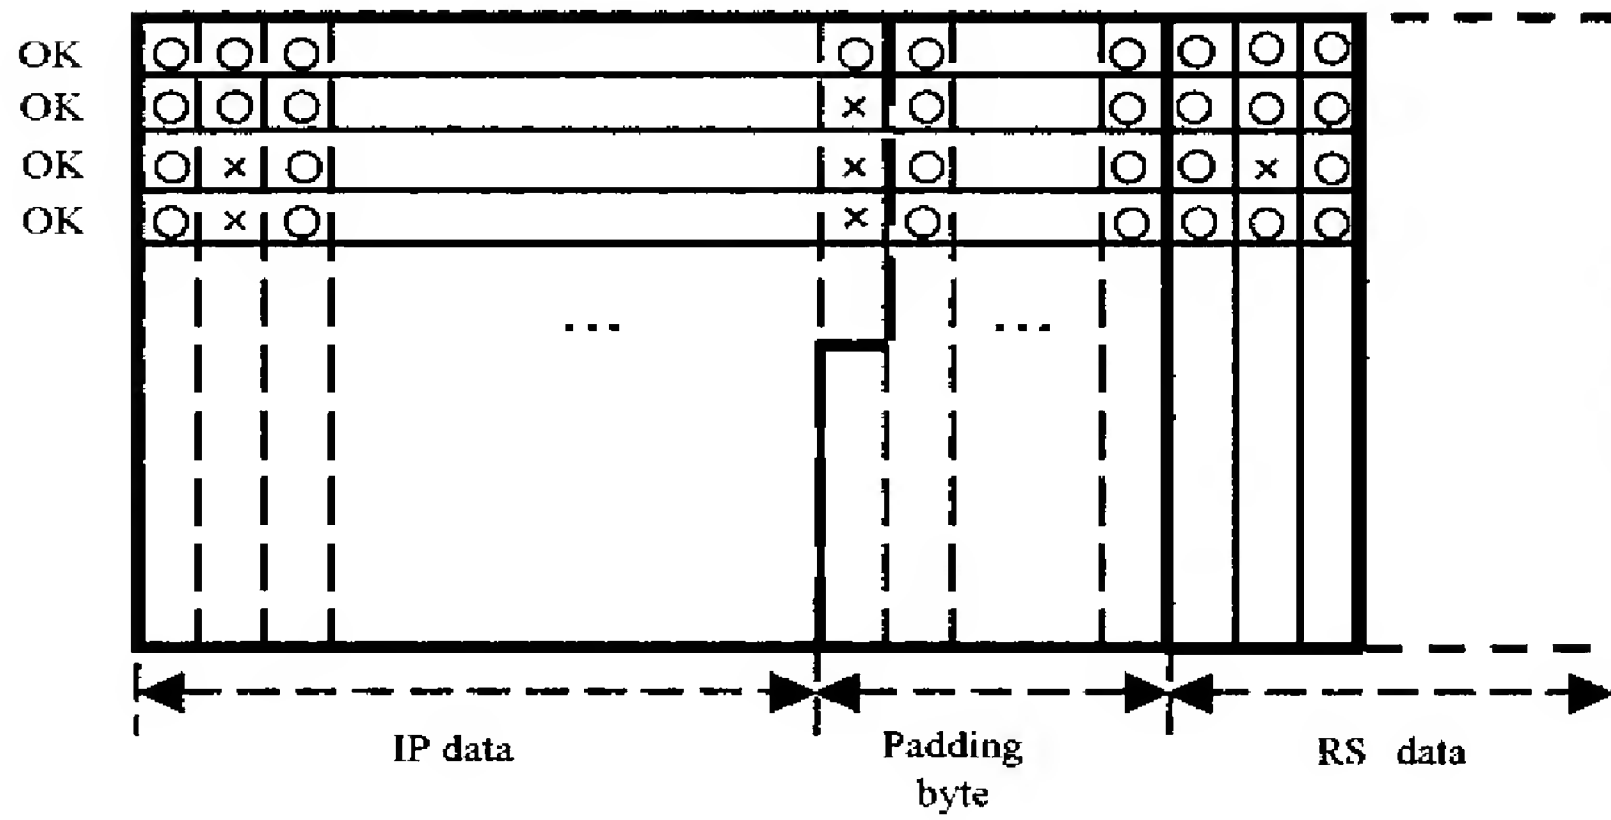 OK
OK
OK
OK
... ...
IP data
Padding
byte
RS data